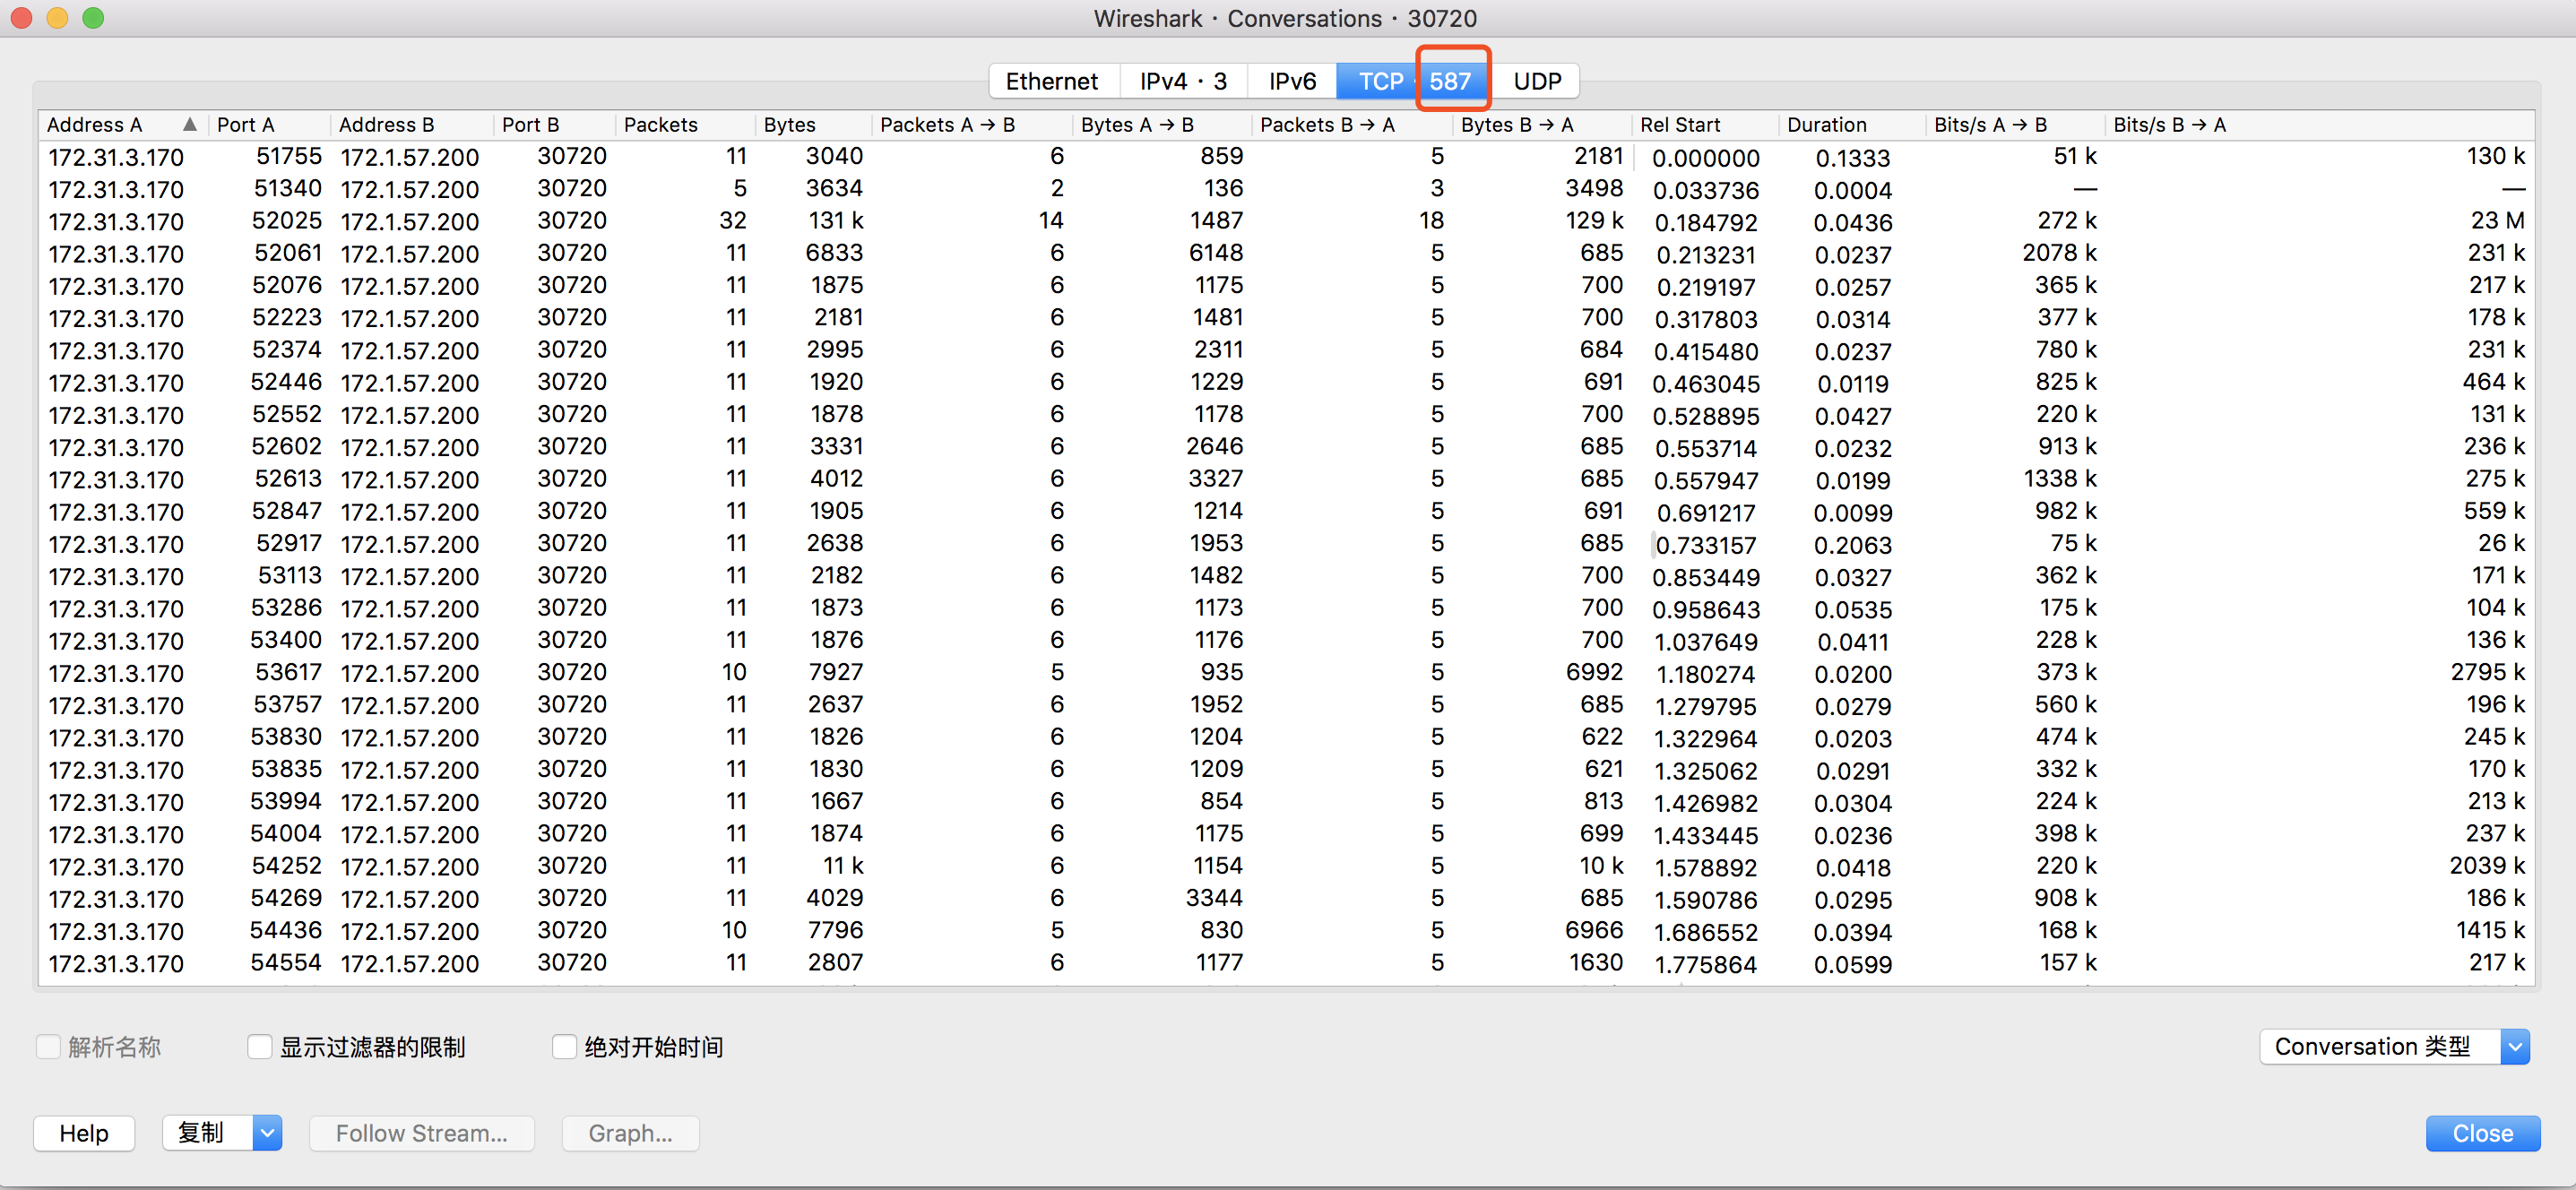 Wireshark · Conversations · 30720
Ethernet IPv4 · 3 IPv6 TCP · 587 UDP
Address A Port A Address B Port B Packets Bytes Packets A → B Bytes A → B Packets B → A Bytes B → A Rel Start Duration Bits/s A → B Bits/s B → A
172.31.3.170 51755 172.1.57.200 30720 11 3040 6 859 5 2181 0.000000 0.1333 51 k 130 k
172.31.3.170 51340 172.1.57.200 30720 5 3634 2 136 3 3498 0.033736 0.0004 — —
172.31.3.170 52025 172.1.57.200 30720 32 131 k 14 1487 18 129 k 0.184792 0.0436 272 k 23 M
172.31.3.170 52061 172.1.57.200 30720 11 6833 6 6148 5 685 0.213231 0.0237 2078 k 231 k
172.31.3.170 52076 172.1.57.200 30720 11 1875 6 1175 5 700 0.219197 0.0257 365 k 217 k
172.31.3.170 52223 172.1.57.200 30720 11 2181 6 1481 5 700 0.317803 0.0314 377 k 178 k
172.31.3.170 52374 172.1.57.200 30720 11 2995 6 2311 5 684 0.415480 0.0237 780 k 231 k
172.31.3.170 52446 172.1.57.200 30720 11 1920 6 1229 5 691 0.463045 0.0119 825 k 464 k
172.31.3.170 52552 172.1.57.200 30720 11 1878 6 1178 5 700 0.528895 0.0427 220 k 131 k
172.31.3.170 52602 172.1.57.200 30720 11 3331 6 2646 5 685 0.553714 0.0232 913 k 236 k
172.31.3.170 52613 172.1.57.200 30720 11 4012 6 3327 5 685 0.557947 0.0199 1338 k 275 k
172.31.3.170 52847 172.1.57.200 30720 11 1905 6 1214 5 691 0.691217 0.0099 982 k 559 k
172.31.3.170 52917 172.1.57.200 30720 11 2638 6 1953 5 685 0.733157 0.2063 75 k 26 k
172.31.3.170 53113 172.1.57.200 30720 11 2182 6 1482 5 700 0.853449 0.0327 362 k 171 k
172.31.3.170 53286 172.1.57.200 30720 11 1873 6 1173 5 700 0.958643 0.0535 175 k 104 k
172.31.3.170 53400 172.1.57.200 30720 11 1876 6 1176 5 700 1.037649 0.0411 228 k 136 k
172.31.3.170 53617 172.1.57.200 30720 10 7927 5 935 5 6992 1.180274 0.0200 373 k 2795 k
172.31.3.170 53757 172.1.57.200 30720 11 2637 6 1952 5 685 1.279795 0.0279 560 k 196 k
172.31.3.170 53830 172.1.57.200 30720 11 1826 6 1204 5 622 1.322964 0.0203 474 k 245 k
172.31.3.170 53835 172.1.57.200 30720 11 1830 6 1209 5 621 1.325062 0.0291 332 k 170 k
172.31.3.170 53994 172.1.57.200 30720 11 1667 6 854 5 813 1.426982 0.0304 224 k 213 k
172.31.3.170 54004 172.1.57.200 30720 11 1874 6 1175 5 699 1.433445 0.0236 398 k 237 k
172.31.3.170 54252 172.1.57.200 30720 11 11 k 6 1154 5 10 k 1.578892 0.0418 220 k 2039 k
172.31.3.170 54269 172.1.57.200 30720 11 4029 6 3344 5 685 1.590786 0.0295 908 k 186 k
172.31.3.170 54436 172.1.57.200 30720 10 7796 5 830 5 6966 1.686552 0.0394 168 k 1415 k
172.31.3.170 54554 172.1.57.200 30720 11 2807 6 1177 5 1630 1.775864 0.0599 157 k 217 k
解析名称 显示过滤器的限制 绝对开始时间 Conversation 类型
Help 复制 Follow Stream... Graph... Close